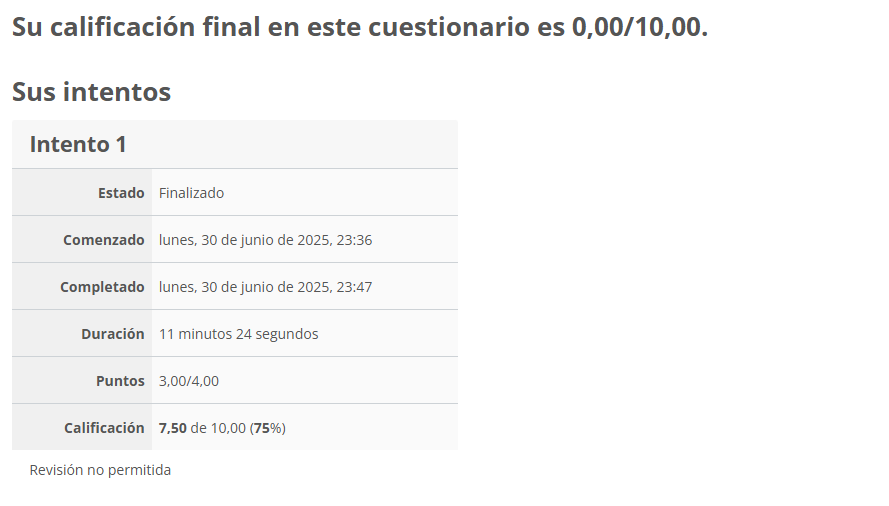 Su calificación final en este cuestionario es 0,00/10,00.
Sus intentos
Intento 1
Estado Finalizado
Comenzado lunes, 30 de junio de 2025, 23:36
Completado lunes, 30 de junio de 2025, 23:47
Duración 11 minutos 24 segundos
Puntos 3,00/4,00
Calificación 7,50 de 10,00 (75%)
Revisión no permitida